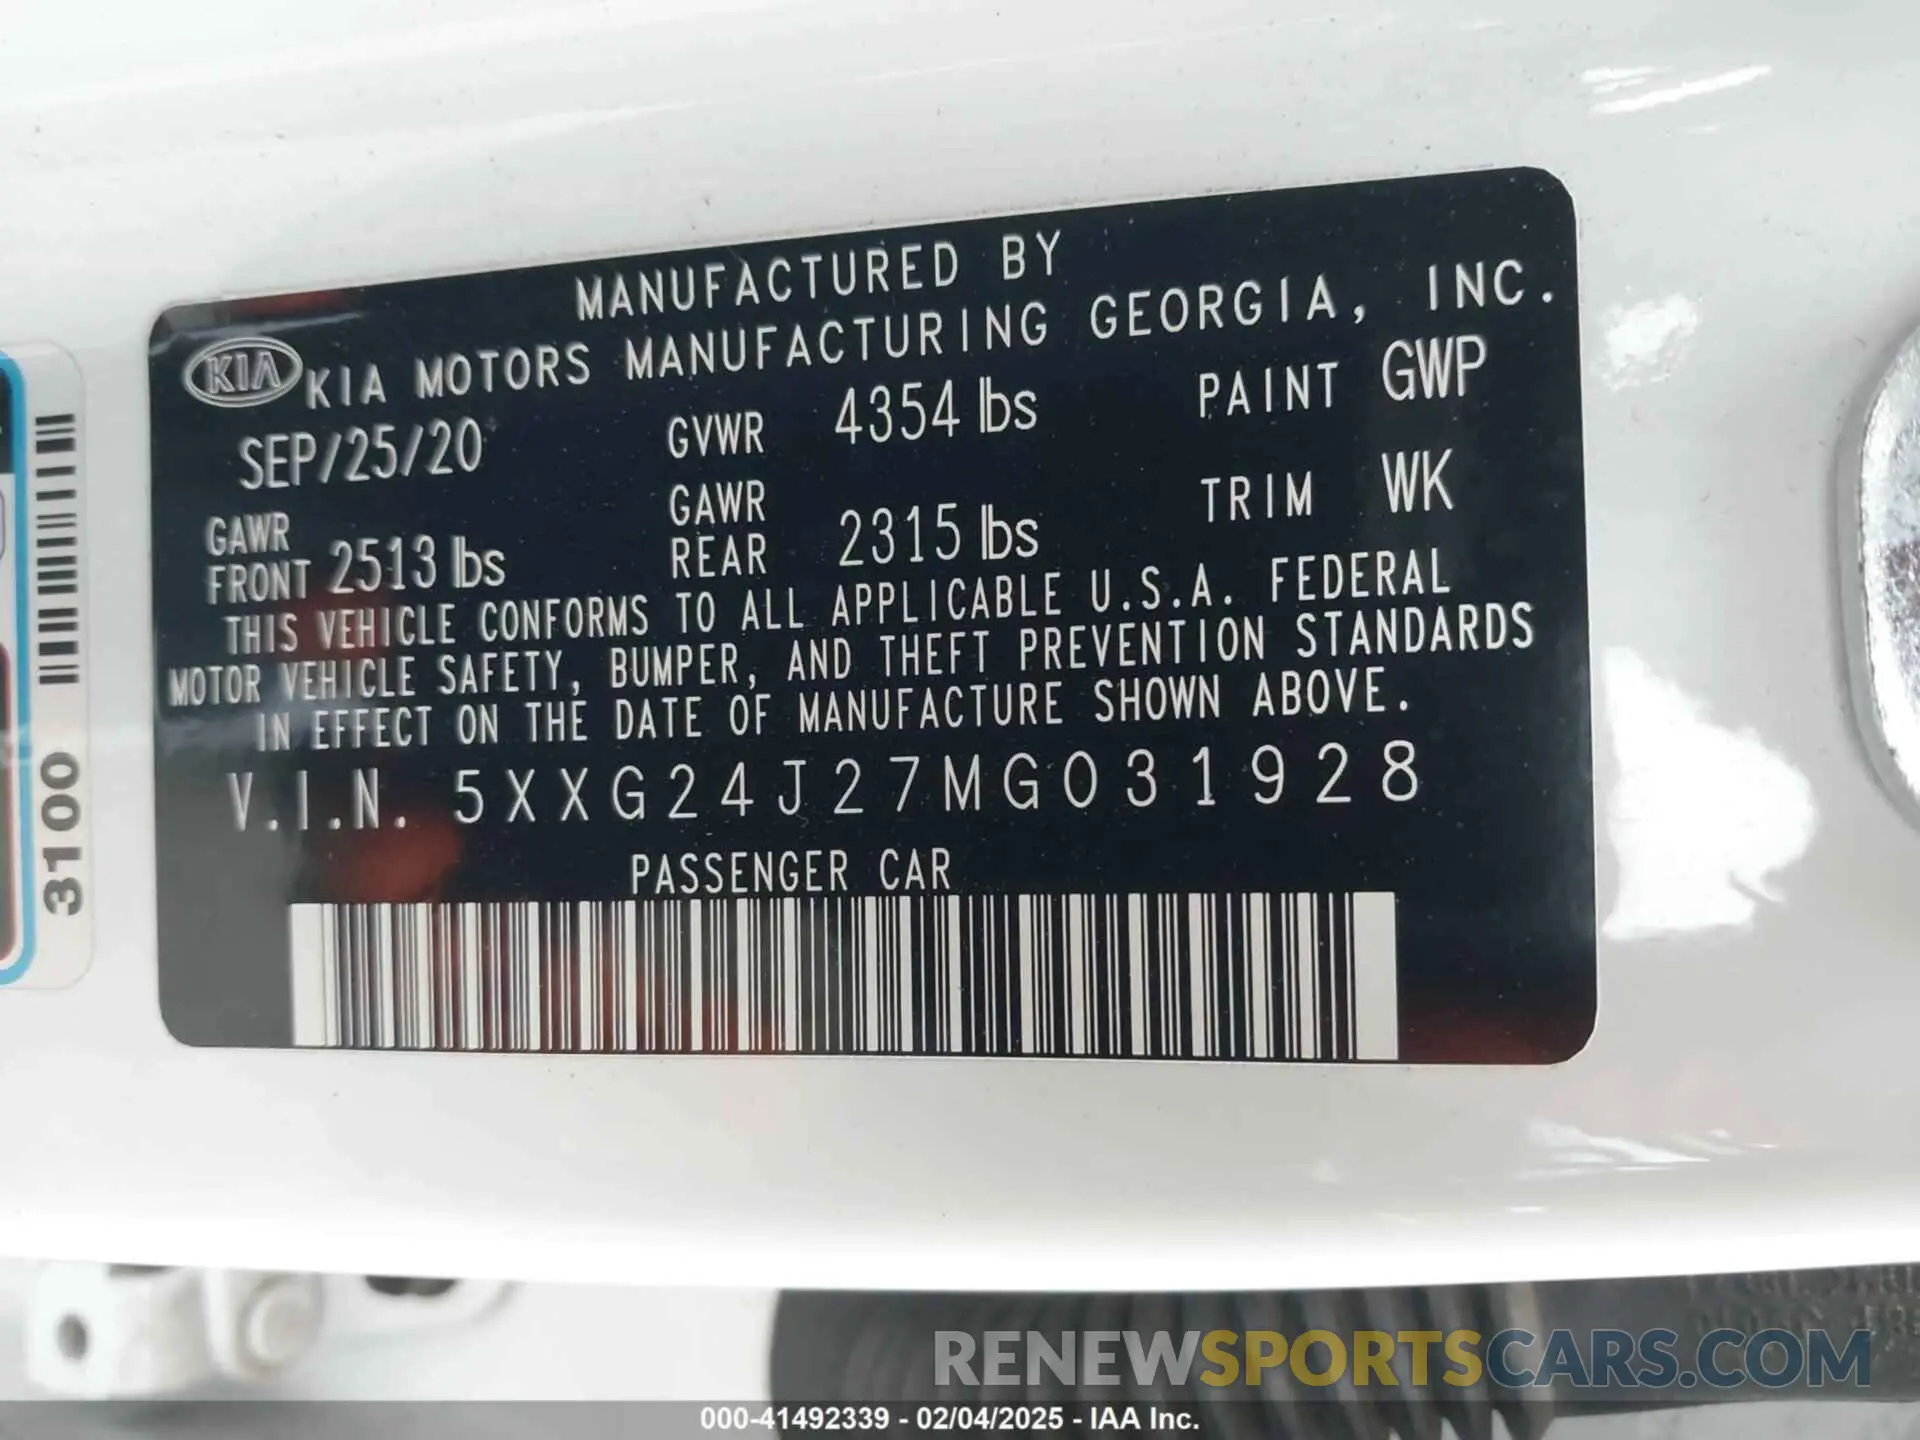 MANUFACTURED BY
KIA KIA MOTORS MANUFACTURING GEORGIA, INC.
SEP/25/20 GVWR 4354 lbs PAINT GWP
GAWR FRONT 2513 lbs GAWR REAR 2315 lbs TRIM WK
THIS VEHICLE CONFORMS TO ALL APPLICABLE U.S.A. FEDERAL
MOTOR VEHICLE SAFETY, BUMPER, AND THEFT PREVENTION STANDARDS
IN EFFECT ON THE DATE OF MANUFACTURE SHOWN ABOVE.
V.I.N. 5XXG24J27MG031928
PASSENGER CAR
3100
RENEWSPORTSCARS.COM
000-41492339 - 02/04/2025 - IAA Inc.